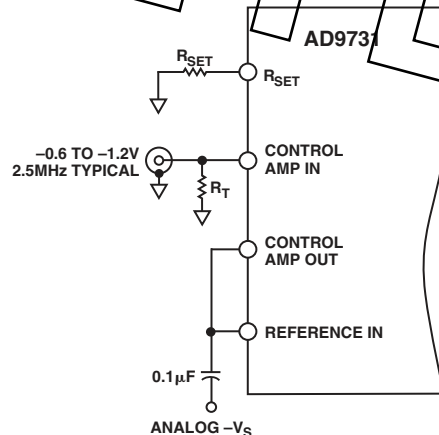 AD9731
RSET
RSET
–0.6 TO –1.2V
2.5MHz TYPICAL
CONTROL
AMP IN
RT
CONTROL
AMP OUT
REFERENCE IN
0.1μF
ANALOG –VS